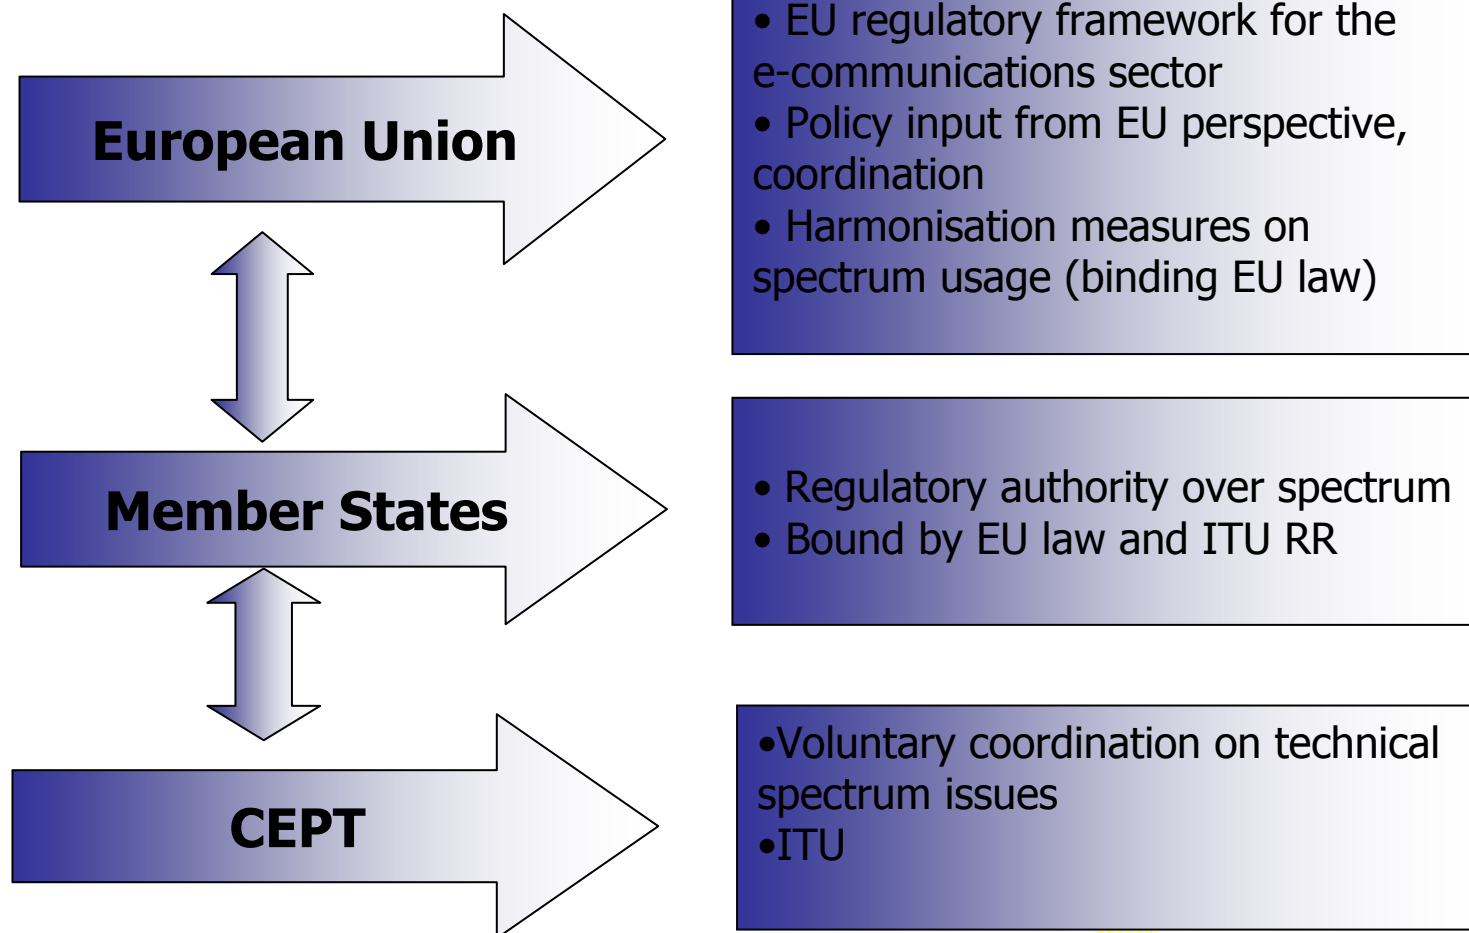 • EU regulatory framework for the
e-communications sector
European Union
• Policy input from EU perspective,
coordination
• Harmonisation measures on
spectrum usage (binding EU law)
Member States
• Regulatory authority over spectrum
• Bound by EU law and ITU RR
CEPT
•Voluntary coordination on technical
spectrum issues
•ITU